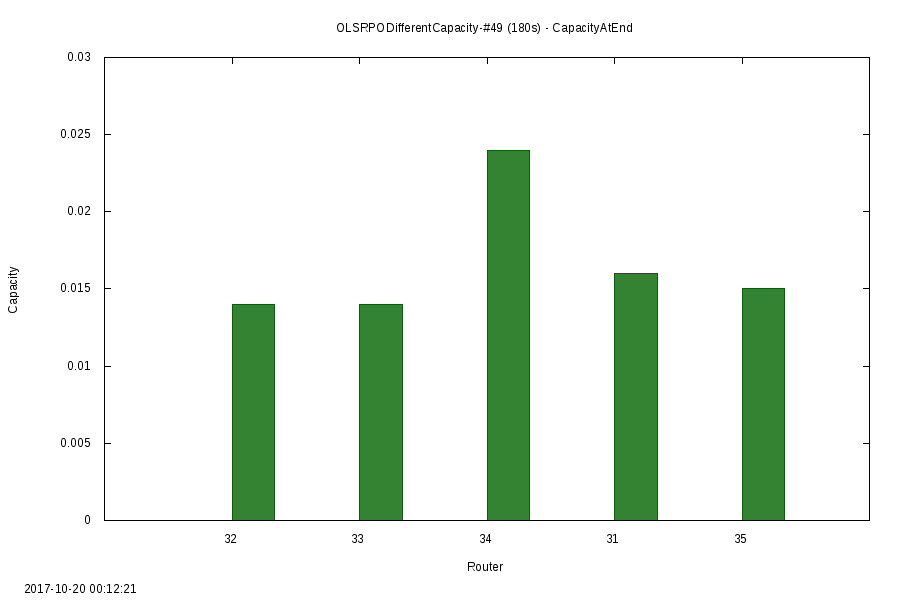 OLSRPODifferentCapacity-#49 (180s) - CapacityAtEnd
0.03
0.025
0.02
0.015
0.01
0.005
0
Capacity
32 33 34 31 35
Router
2017-10-20 00:12:21